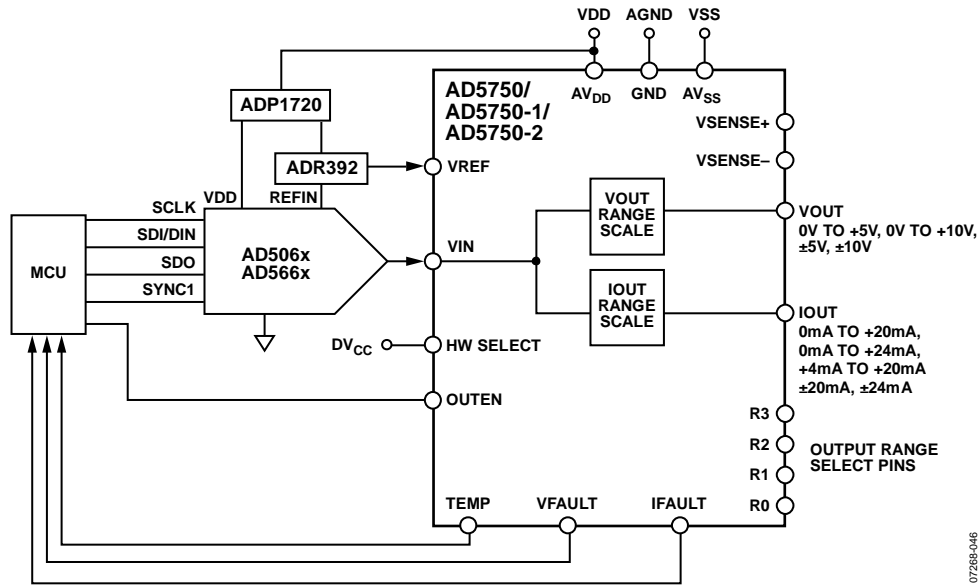 VDD AGND VSS
ADP1720
AD5750/
AD5750-1/
AD5750-2
AVDD GND AVSS
VSENSE+
VSENSE–
ADR392
VREF
VDD REFIN
SCLK
SDI/DIN
SDO
SYNC1
MCU
AD506x
AD566x
VIN
VOUT
RANGE
SCALE
VOUT
0V TO +5V, 0V TO +10V,
±5V, ±10V
IOUT
RANGE
SCALE
IOUT
0mA TO +20mA,
0mA TO +24mA,
+4mA TO +20mA
±20mA, ±24mA
DVCC
HW SELECT
OUTEN
R3
R2
R1
R0
OUTPUT RANGE
SELECT PINS
TEMP VFAULT IFAULT
07268-046